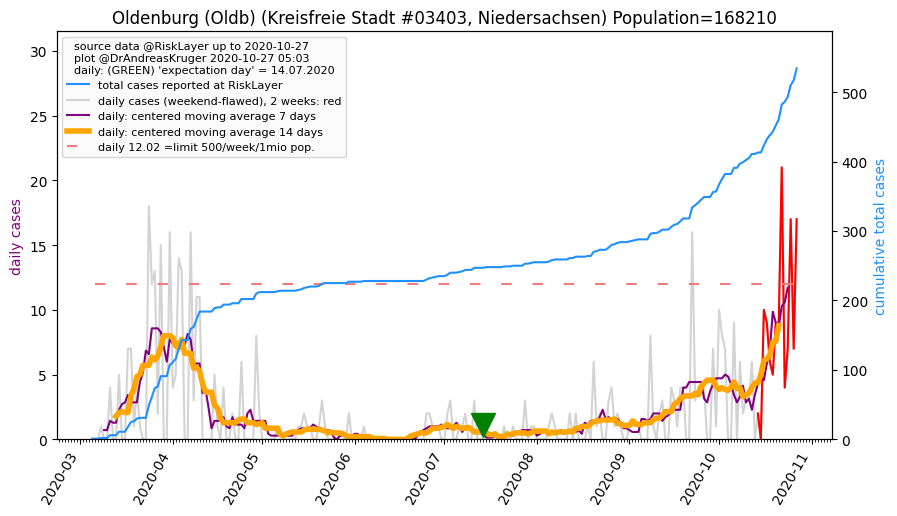 Oldenburg (Oldb) (Kreisfreie Stadt #03403, Niedersachsen) Population=168210
source data @RiskLayer up to 2020-10-27
plot @DrAndreasKruger 2020-10-27 05:03
daily: (GREEN) 'expectation day' = 14.07.2020
total cases reported at RiskLayer
daily cases (weekend-flawed), 2 weeks: red
daily: centered moving average 7 days
daily: centered moving average 14 days
daily 12.02 =limit 500/week/1mio pop.
daily cases
30
25
20
15
10
5
0
cumulative total cases
500
400
300
200
100
0
2020-03
2020-04
2020-05
2020-06
2020-07
2020-08
2020-09
2020-10
2020-11